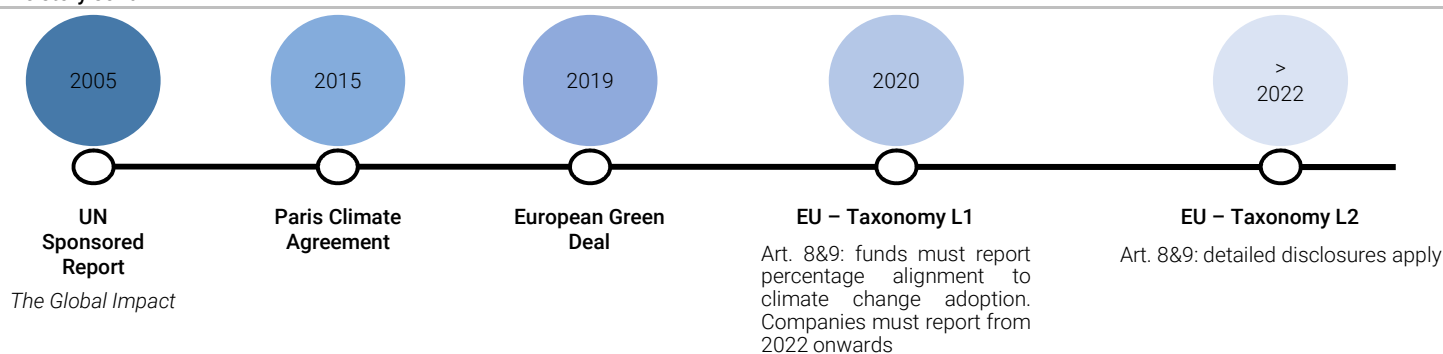 2005
2015
2019
2020
>
2022
UN
Sponsored
Report
The Global Impact
Paris Climate
Agreement
European Green
Deal
EU – Taxonomy L1
Art. 8&9: funds must report
percentage alignment to
climate change adoption.
Companies must report from
2022 onwards
EU – Taxonomy L2
Art. 8&9: detailed disclosures apply